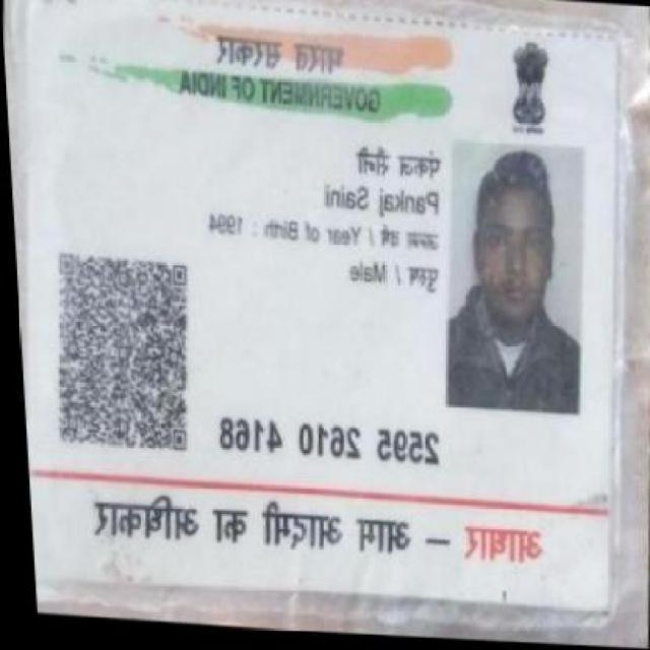 भारत सरकार
GOVERNMENT OF INDIA
पंकज सैनी
Pankaj Saini
जन्म वर्ष / Year of Birth : 1994
पुरुष / Male
2595 2610 4168
आधार – आम आदमी का अधिकार